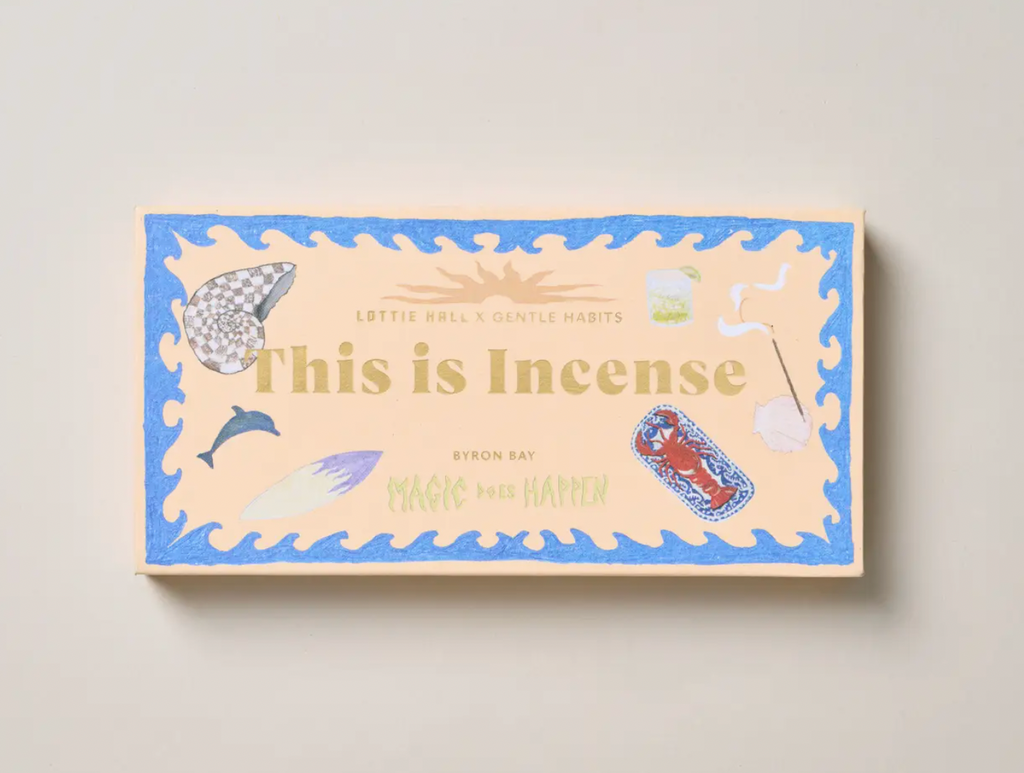 LOTTIE HALL X GENTLE HABITS
This is Incense
BYRON BAY
MAGIC DOES HAPPEN